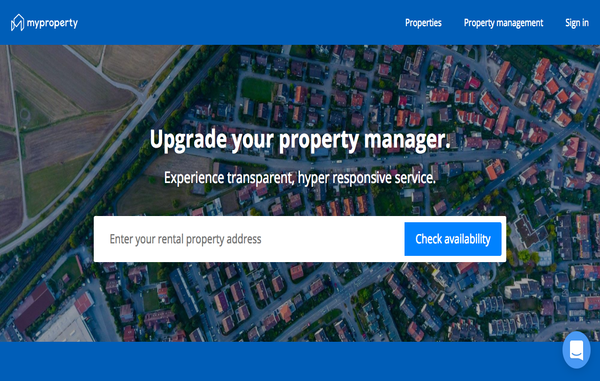 myproperty
Properties
Property management
Sign in
Upgrade your property manager.
Experience transparent, hyper responsive service.
Enter your rental property address
Check availability